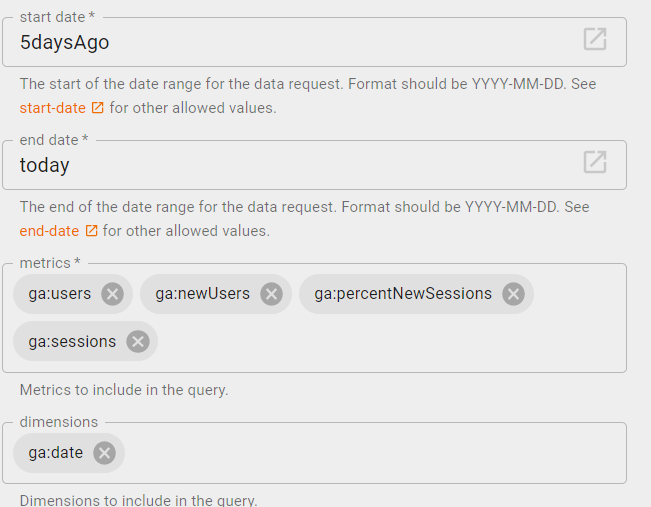 start date *
5daysAgo
The start of the date range for the data request. Format should be YYYY-MM-DD. See
start-date for other allowed values.
end date *
today
The end of the date range for the data request. Format should be YYYY-MM-DD. See
end-date for other allowed values.
metrics *
ga:users ga:newUsers ga:percentNewSessions
ga:sessions
Metrics to include in the query.
dimensions
ga:date
Dimensions to include in the query.